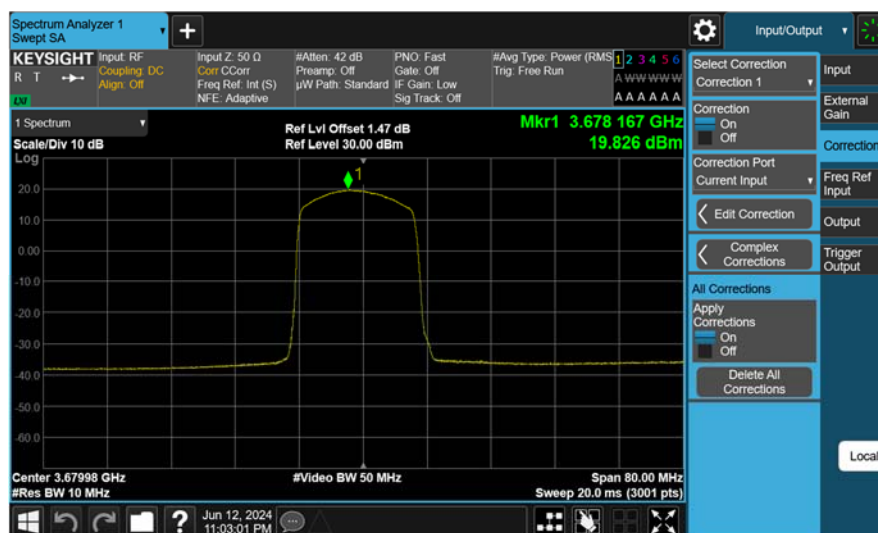 Spectrum Analyzer 1
Swept SA
Input/Output
KEYSIGHT
R T
LXI
Input: RF
Coupling: DC
Align: Off
Input Z: 50 Ω
Corr CCorr
Freq Ref: Int (S)
NFE: Adaptive
#Atten: 42 dB
Preamp: Off
µW Path: Standard
PNO: Fast
Gate: Off
IF Gain: Low
Sig Track: Off
#Avg Type: Power (RMS
Trig: Free Run
1 2 3 4 5 6
A W W W W W
A A A A A A
1 Spectrum
Scale/Div 10 dB
Log
Ref Lvl Offset 1.47 dB
Ref Level 30.00 dBm
Mkr1 3.678 167 GHz
19.826 dBm
1
20.0
10.0
0.00
-10.0
-20.0
-30.0
-40.0
-50.0
-60.0
Center 3.67998 GHz
#Res BW 10 MHz
#Video BW 50 MHz
Span 80.00 MHz
Sweep 20.0 ms (3001 pts)
?
Jun 12, 2024
11:03:01 PM
Select Correction
Correction 1
Correction
On
Off
Correction Port
Current Input
Edit Correction
Complex
Corrections
All Corrections
Apply
Corrections
On
Off
Delete All
Corrections
Input
External
Gain
Correction
Freq Ref
Input
Output
Trigger
Output
Local